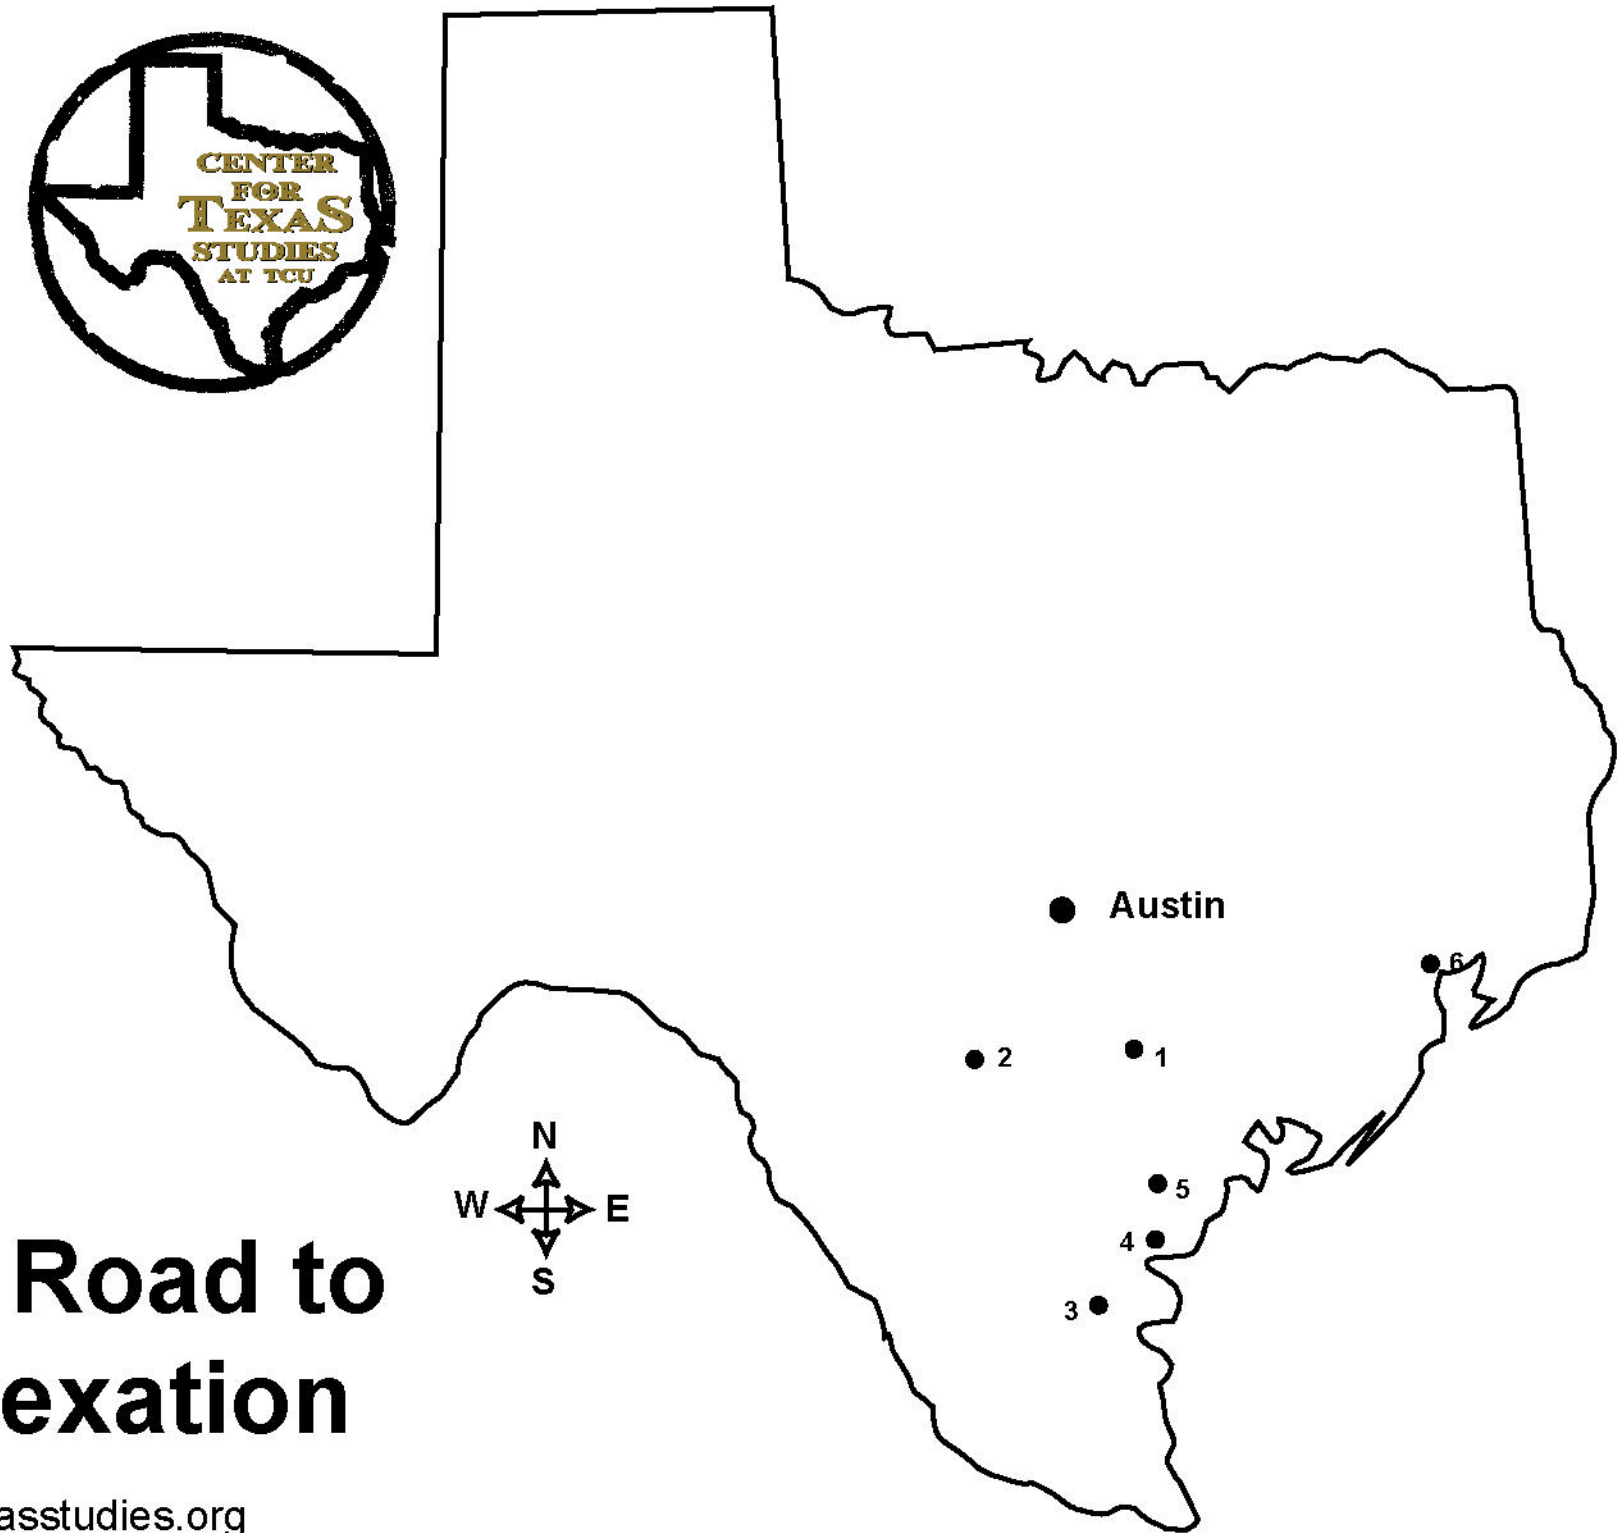 CENTER
FOR
TEXAS
STUDIES
AT TCU
Austin
6
2
1
N
W
E
S
5
4
3
Road to
exation
asstudies.org